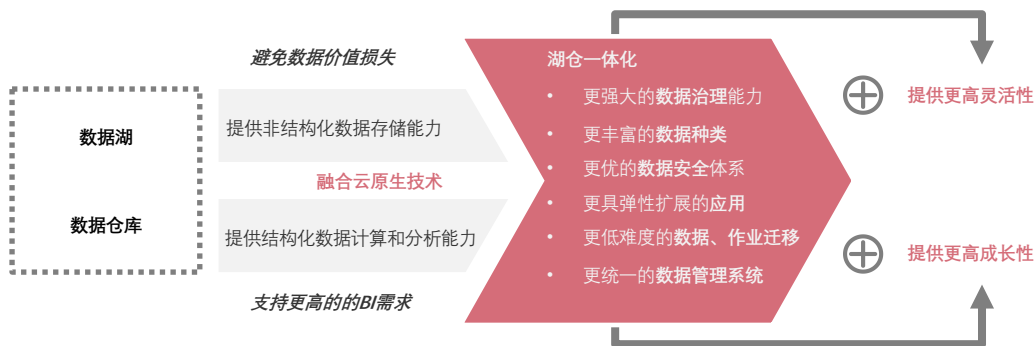 避免数据价值损失
数据湖
提供非结构化数据存储能力
融合云原生技术
数据仓库
提供结构化数据计算和分析能力
支持更高的的BI需求
湖仓一体化
• 更强大的数据治理能力
• 更丰富的数据种类
• 更优的数据安全体系
• 更具弹性扩展的应用
• 更低难度的数据、作业迁移
• 更统一的数据管理系统
提供更高灵活性
提供更高成长性